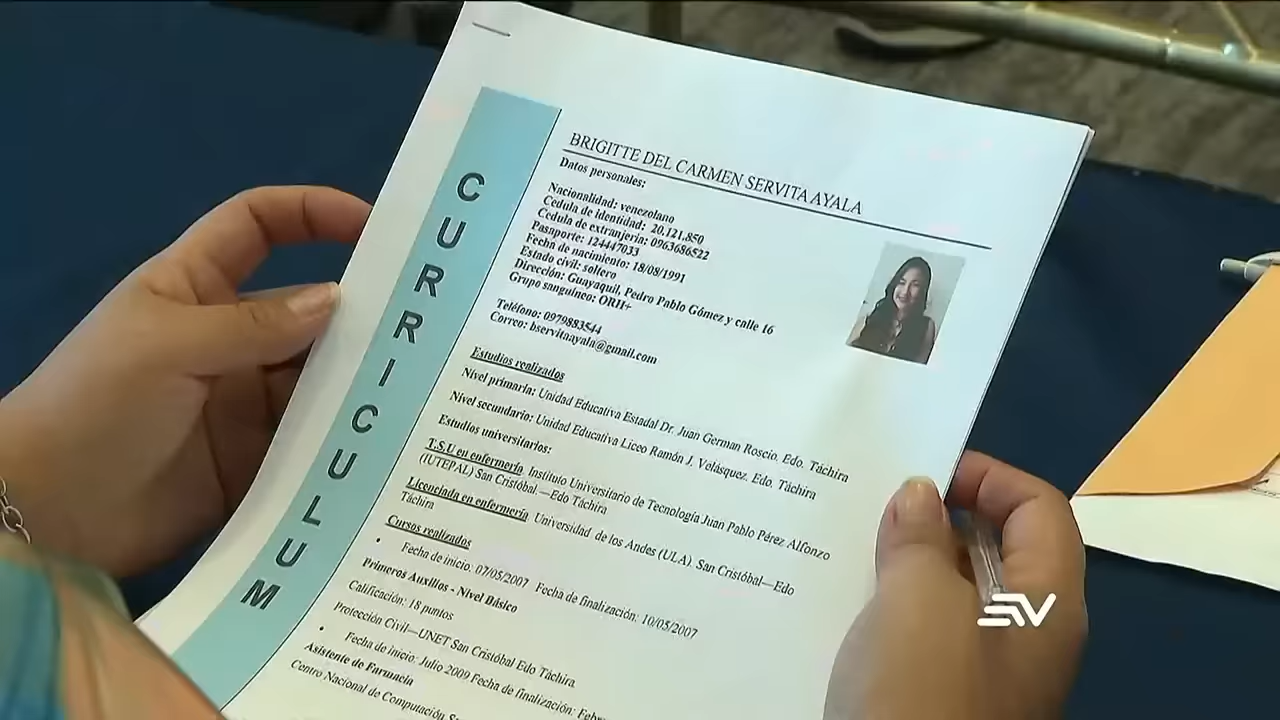 CURRICULUM
BRIGITTE DEL CARMEN SERVITA AYALA
Datos personales:
Nacionalidad: venezolano
Cedula de identidad: 20,121,850
Cedula de extranjeria: 0963686522
Pasaporte: 124447033
Fecha de nacimiento: 18/08/1991
Estado civil: soltero
Dirección: Guayaquil, Pedro Pablo Gómez y calle 16
Grupo sanguíneo: ORH+
Teléfono: 0979883544
Correo: bservitaayala@gmail.com
Estudios realizados
Nivel primaria: Unidad Educativa Estadal Dr. Juan German Roscio. Edo. Táchira
Nivel secundario: Unidad Educativa Liceo Ramón J. Velásquez. Edo. Táchira
Estudios universitarios:
T.S.U en enfermería. Instituto Universitario de Tecnología Juan Pablo Pérez Alfonzo
(IUTEPAL) San Cristóbal.—Edo Táchira
Licenciada en enfermería Universidad de los Andes (ULA) San Cristóbal—Edo
Táchira
Cursos realizados
• Fecha de inicio: 07/05/2007 Fecha de finalización: 10/05/2007
Primeros Auxilios - Nivel Básico
Calificación: 18 puntos
Protección Civil—UNET San Cristóbal Edo Táchira
• Fecha de inicio: Julio 2009 Fecha de finalización:
Asistente de Farmacia
Centro Nacional de Computación